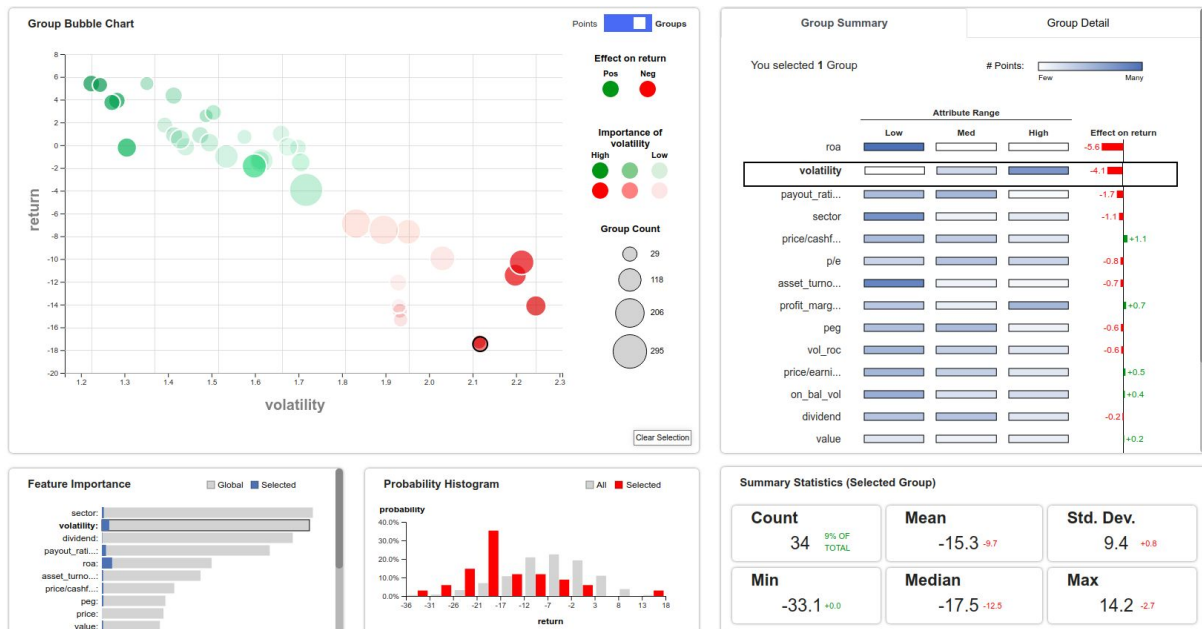 Group Bubble Chart
Points Groups
Effect on return
Pos Neg
Importance of
volatility
High Low
Group Count
29
118
206
295
8
6
4
2
0
-2
-4
-6
-8
-10
-12
-14
-16
-18
-20
return
1.2 1.3 1.4 1.5 1.6 1.7 1.8 1.9 2.0 2.1 2.2 2.3
volatility
Clear Selection
Group Summary Group Detail
You selected 1 Group
# Points:
Few Many
Attribute Range
Low Med High Effect on return
roa -5.6
volatility -4.1
payout_rati... -1.7
sector -1.1
price/cashf... +1.1
p/e -0.8
asset_turno... -0.7
profit_marg... +0.7
peg -0.6
vol_roc -0.6
price/earni... +0.5
on_bal_vol +0.4
dividend -0.2
value +0.2
Feature Importance Global Selected
sector:
volatility:
dividend:
payout_rati...:
roa:
asset_turno...:
price/cashf...:
peg:
price:
value:
Probability Histogram All Selected
probability
40.0%
30.0%
20.0%
10.0%
0.0%
-36 -31 -26 -21 -17 -12 -7 -2 3 8 13 18
return
Summary Statistics (Selected Group)
Count
34 9% OF
TOTAL
Mean
-15.3 -9.7
Std. Dev.
9.4 +0.8
Min
-33.1 +0.0
Median
-17.5 -12.5
Max
14.2 -2.7